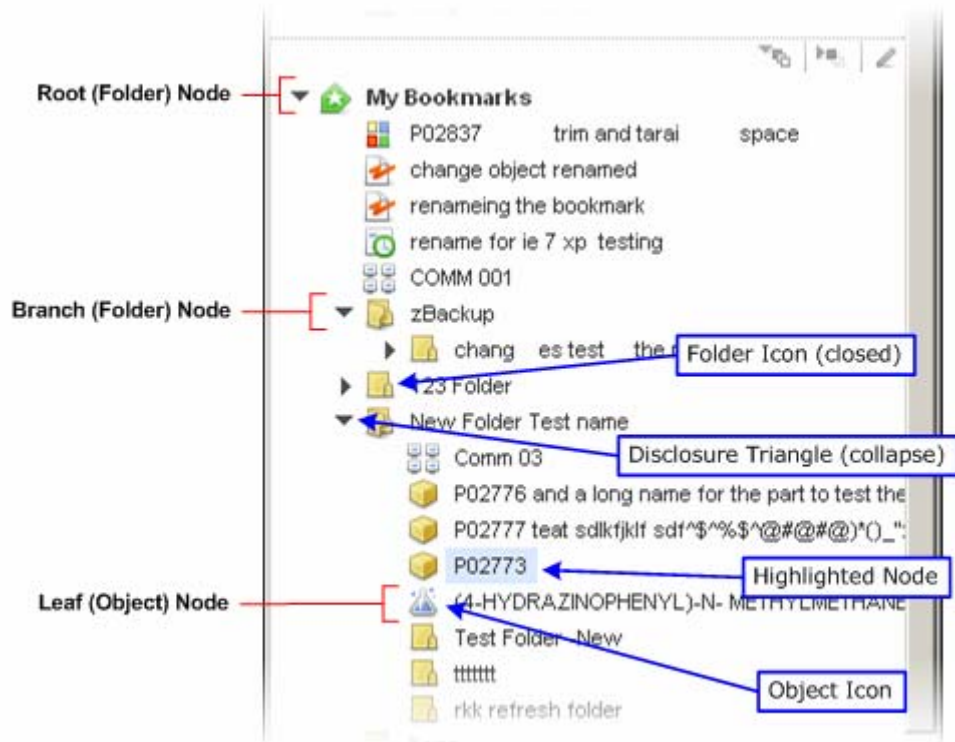 Root (Folder) Node
My Bookmarks
P02837 trim and tarai space
change object renamed
renameing the bookmark
rename for ie 7 xp testing
COMM 001
Branch (Folder) Node
zBackup
chang es test the
Folder Icon (closed)
23 Folder
New Folder Test name
Comm 03
Disclosure Triangle (collapse)
P02776 and a long name for the part to test the
P02777 teat sdlkfjklf sdf^$^%$^@#@#@)*()_":
P02773
Highlighted Node
Leaf (Object) Node
(4-HYDRAZINOPHENYL)-N- METHYLMETHANE
Test Folder -New
ttttttt
Object Icon
rkk refresh folder